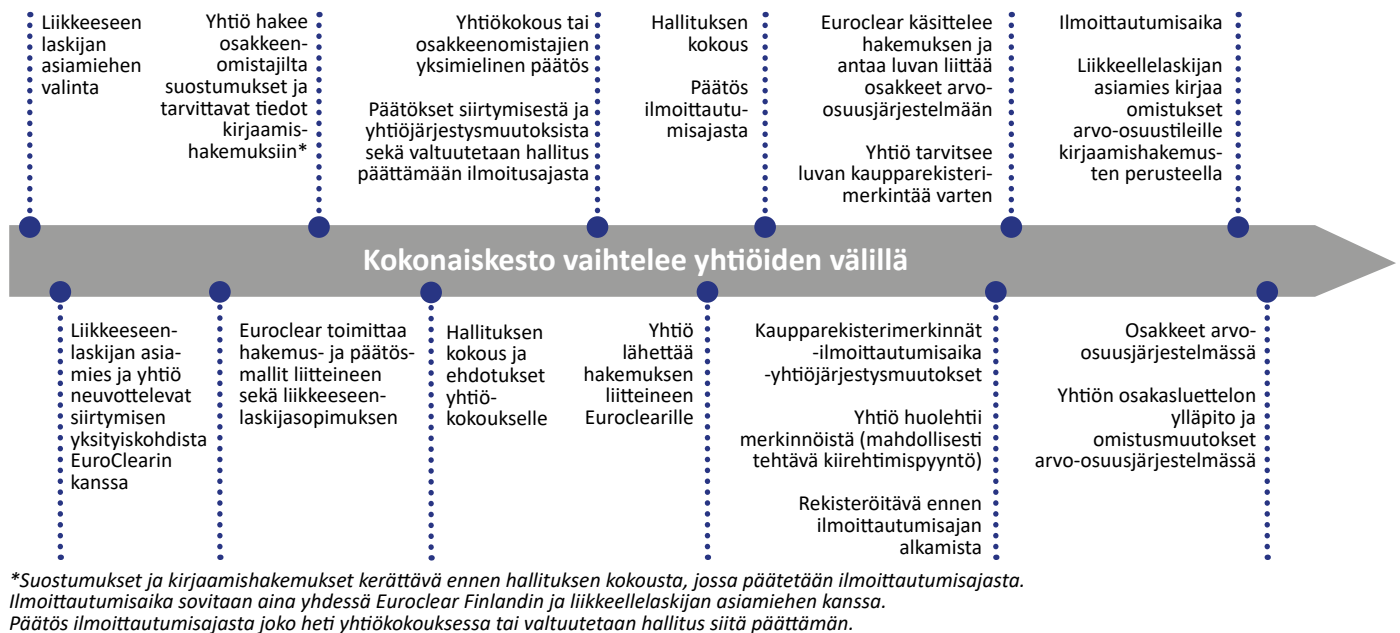 Liikkeeseen
laskijan
asiamiehen
valinta
Yhtiö hakee
osakkeen-
omistajilta
suostumukset ja
tarvittavat tiedot
kirjaamis-
hakemuksiin*
Yhtiökokous tai
osakkeenomistajien
yksimielinen päätös
Päätökset siirtymisestä ja
yhtiöjärjestysmuutoksista
sekä valtuutetaan hallitus
päättämään ilmoitusajasta
Hallituksen
kokous
Päätös
ilmoittautu-
misajasta
Euroclear käsittelee
hakemuksen ja
antaa luvan liittää
osakkeet arvo-
osuusjärjestelmään
Yhtiö tarvitsee
luvan kaupparekisteri-
merkintää varten
Ilmoittautumisaika
Liikkeellelaskijan
asiamies kirjaa
omistukset
arvo-osuustileille
kirjaamishakemus-
ten perusteella
Kokonaiskesto vaihtelee yhtiöiden välillä
Liikkeeseen-
laskijan asia-
mies ja yhtiö
neuvottelevat
siirtymisen
yksityiskohdista
EuroClearin
kanssa
Euroclear toimittaa
hakemus- ja päätös-
mallit liitteineen
sekä liikkeeseen-
laskijasopimuksen
Hallituksen
kokous ja
ehdotukset
yhtiö-
kokoukselle
Yhtiö
lähettää
hakemuksen
liitteineen
Euroclearille
Kaupparekisterimerkinnät
-ilmoittautumisaika
-yhtiöjärjestysmuutokset
Yhtiö huolehtii
merkinnöistä (mahdollisesti
tehtävä kiirehtimispyyntö)
Rekisteröitävä ennen
ilmoittautumisajan
alkamista
Osakkeet arvo-
osuusjärjestelmässä
Yhtiön osakasluettelon
ylläpito ja
omistusmuutokset
arvo-osuusjärjestelmässä
*Suostumukset ja kirjaamishakemukset kerättävä ennen hallituksen kokousta, jossa päätetään ilmoittautumisajasta.
Ilmoittautumisaika sovitaan aina yhdessä Euroclear Finlandin ja liikkeellelaskijan asiamiehen kanssa.
Päätös ilmoittautumisajasta joko heti yhtiökokouksessa tai valtuutetaan hallitus siitä päättämän.